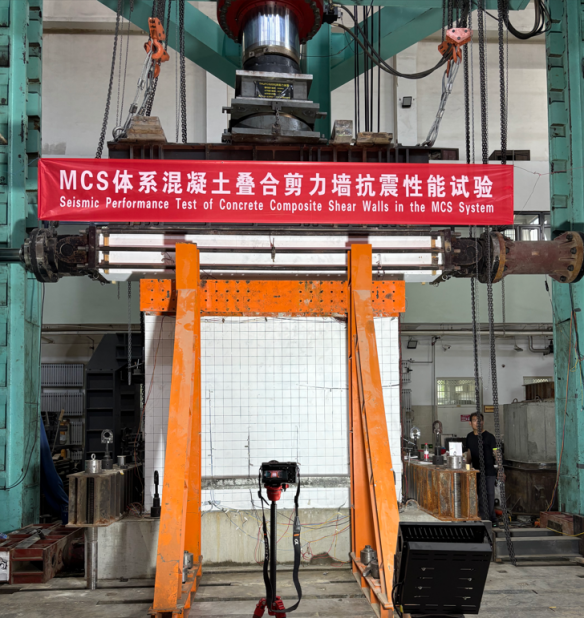 MCS体系混凝土叠合剪力墙抗震性能试验
Seismic Performance Test of Concrete Composite Shear Walls in the MCS System